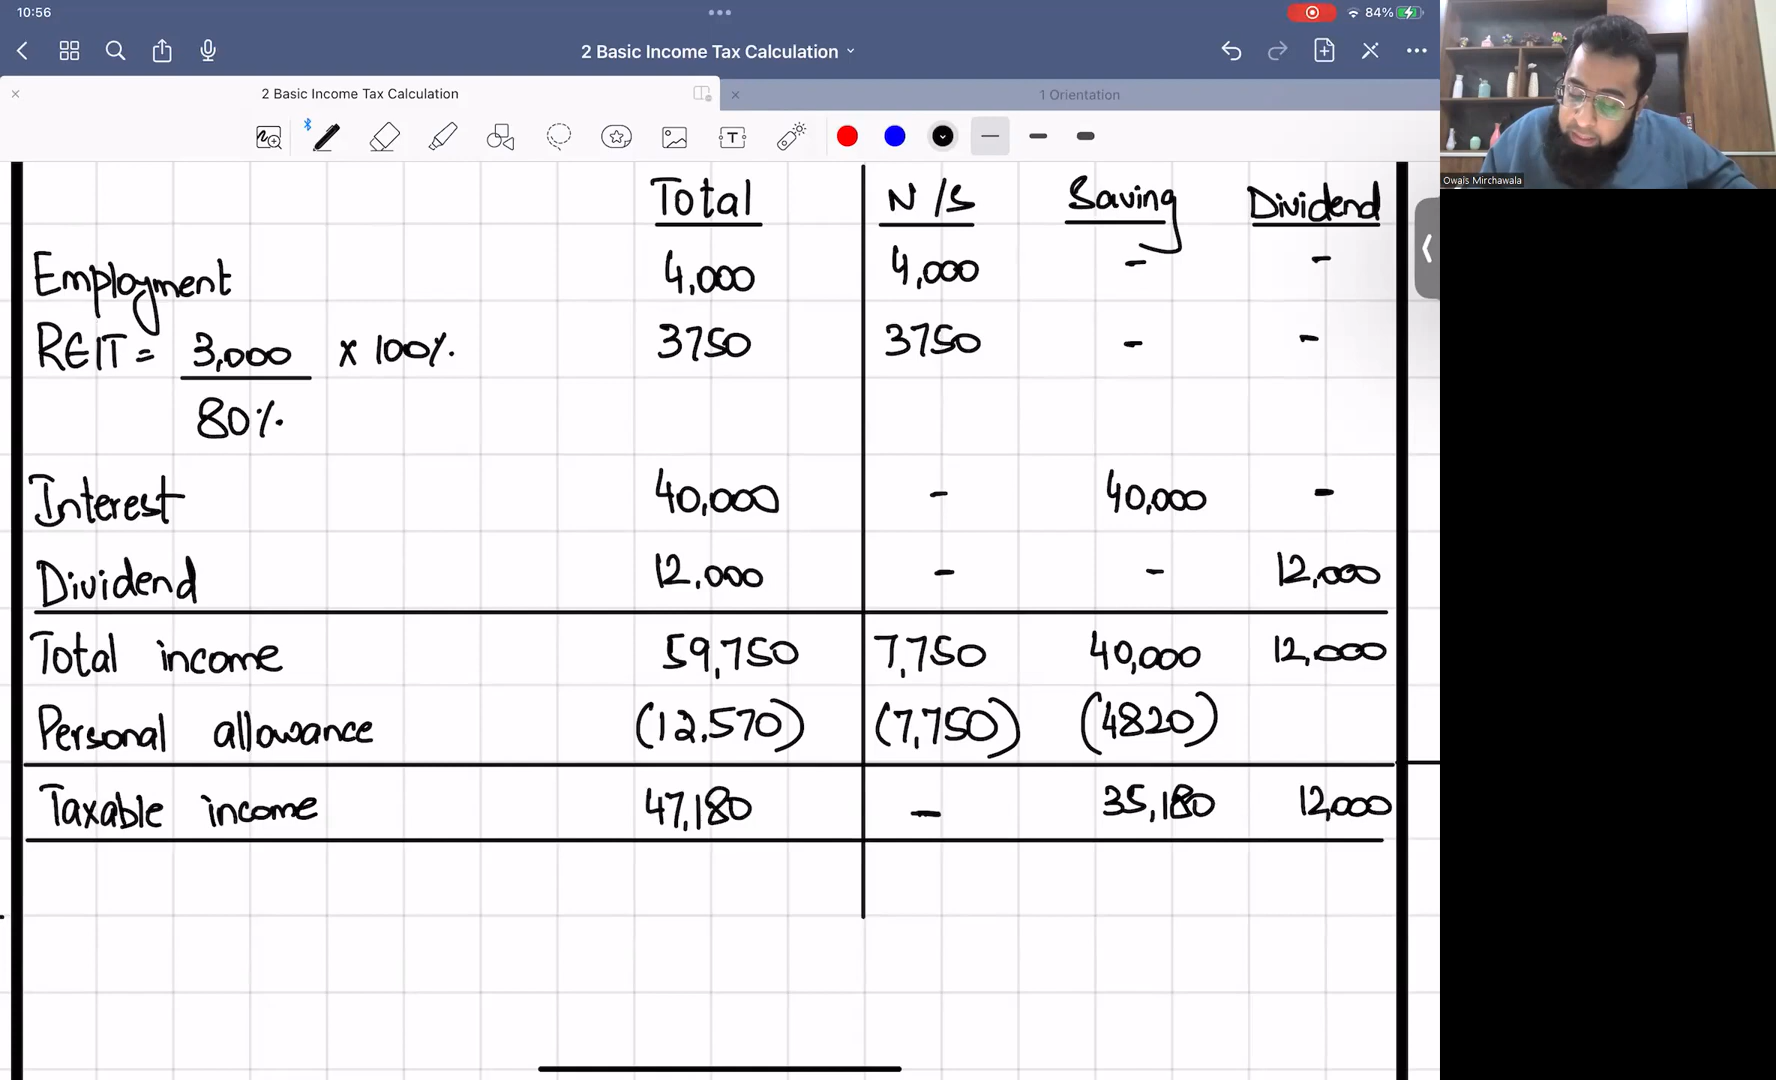 10:56
84%
2 Basic Income Tax Calculation
2 Basic Income Tax Calculation
1 Orientation
T
Owais Mirchawala
Total N/S Saving Dividend
Employment 4,000 4,000 - -
REIT = 3,000 x 100% 3750 3750 - -
80%
Interest 40,000 - 40,000 -
Dividend 12,000 - - 12,000
Total income 59,750 7,750 40,000 12,000
Personal allowance (12,570) (7,750) (4820)
Taxable income 47,180 - 35,180 12,000